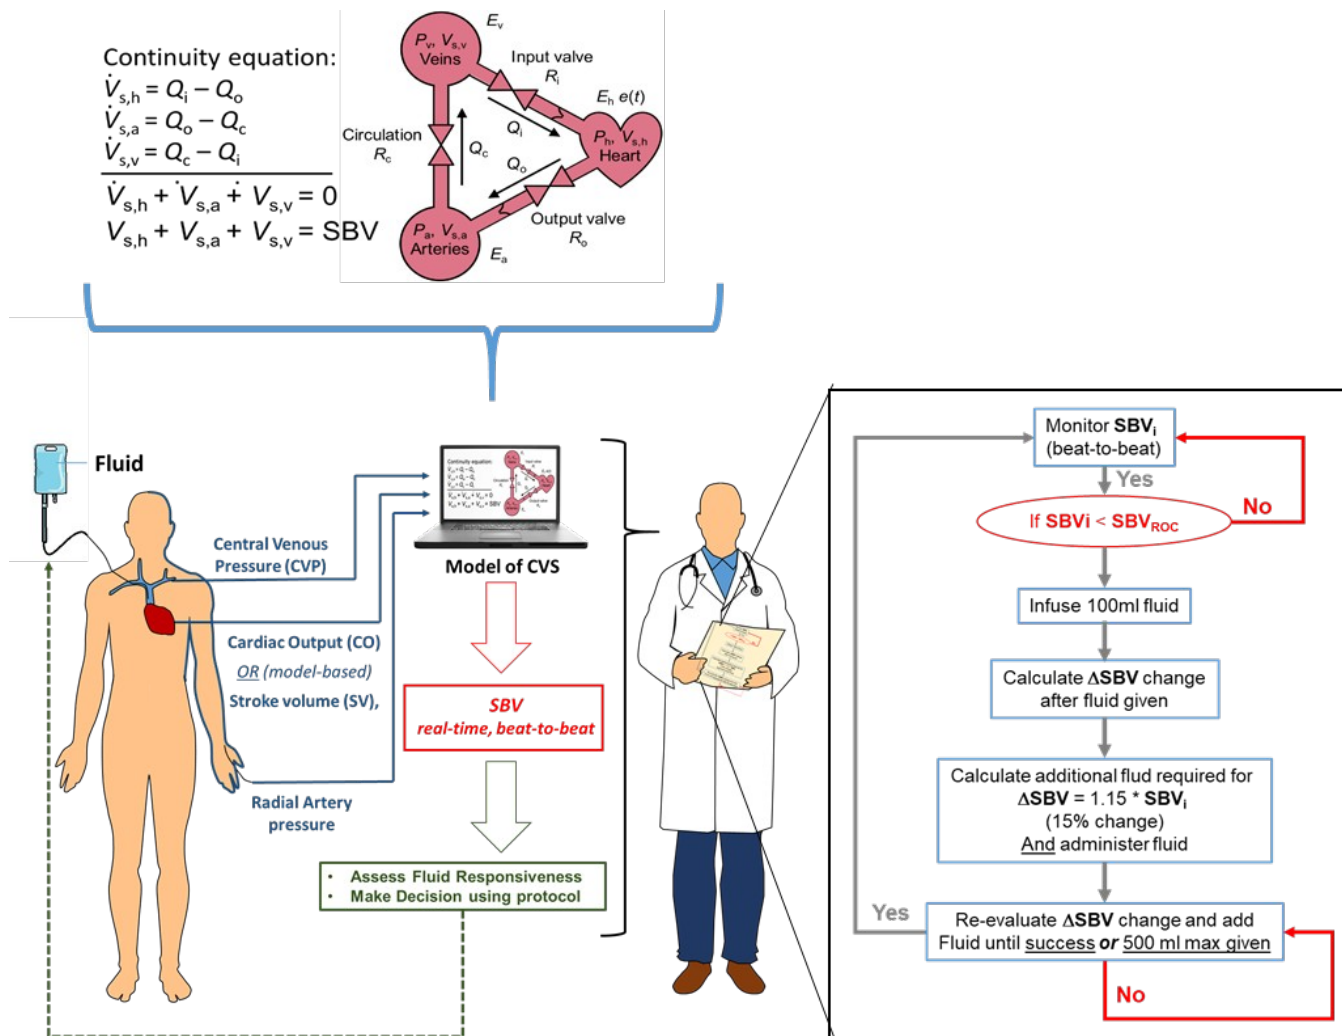 Continuity equation:
V̇s,h = Qi – Qo
V̇s,a = Qo – Qc
V̇s,v = Qc – Qi
V̇s,h + V̇s,a + V̇s,v = 0
Vs,h + Vs,a + Vs,v = SBV
Ev
Pv, Vs,v
Veins
Input valve
Ri
Eh e(t)
Qi
Circulation
Rc
Qc
Ph, Vs,h
Heart
Qo
Output valve
Ro
Pa, Vs,a
Arteries
Ea
Fluid
Central Venous
Pressure (CVP)
Cardiac Output (CO)
OR (model-based)
Stroke volume (SV),
Radial Artery
pressure
Continuity equation:
Model of CVS
SBV
real-time, beat-to-beat
• Assess Fluid Responsiveness
• Make Decision using protocol
Monitor SBVi
(beat-to-beat)
Yes
No
If SBVi < SBVROC
Infuse 100ml fluid
Calculate ΔSBV change
after fluid given
Calculate additional flud required for
ΔSBV = 1.15 * SBVi
(15% change)
And administer fluid
Yes
Re-evaluate ΔSBV change and add
Fluid until success or 500 ml max given
No